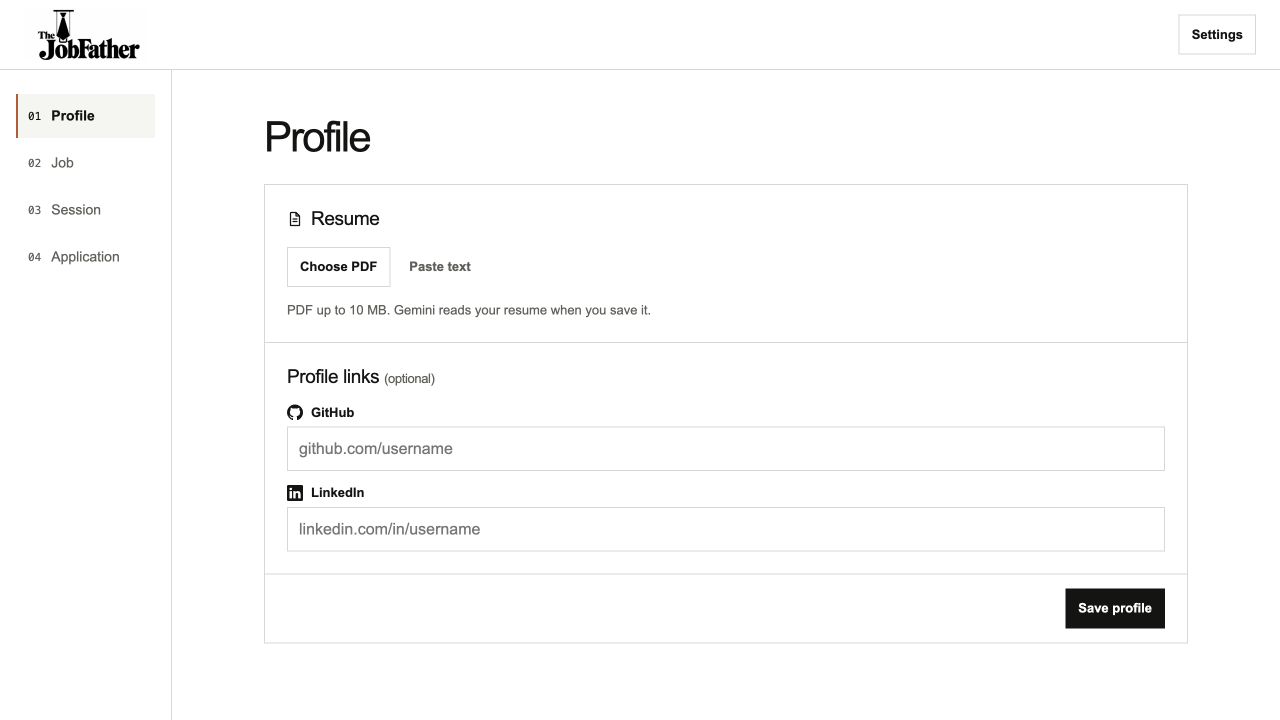 The
JobFather
Settings
01 Profile
02 Job
03 Session
04 Application
Profile
Resume
Choose PDF Paste text
PDF up to 10 MB. Gemini reads your resume when you save it.
Profile links (optional)
GitHub
github.com/username
LinkedIn
linkedin.com/in/username
Save profile